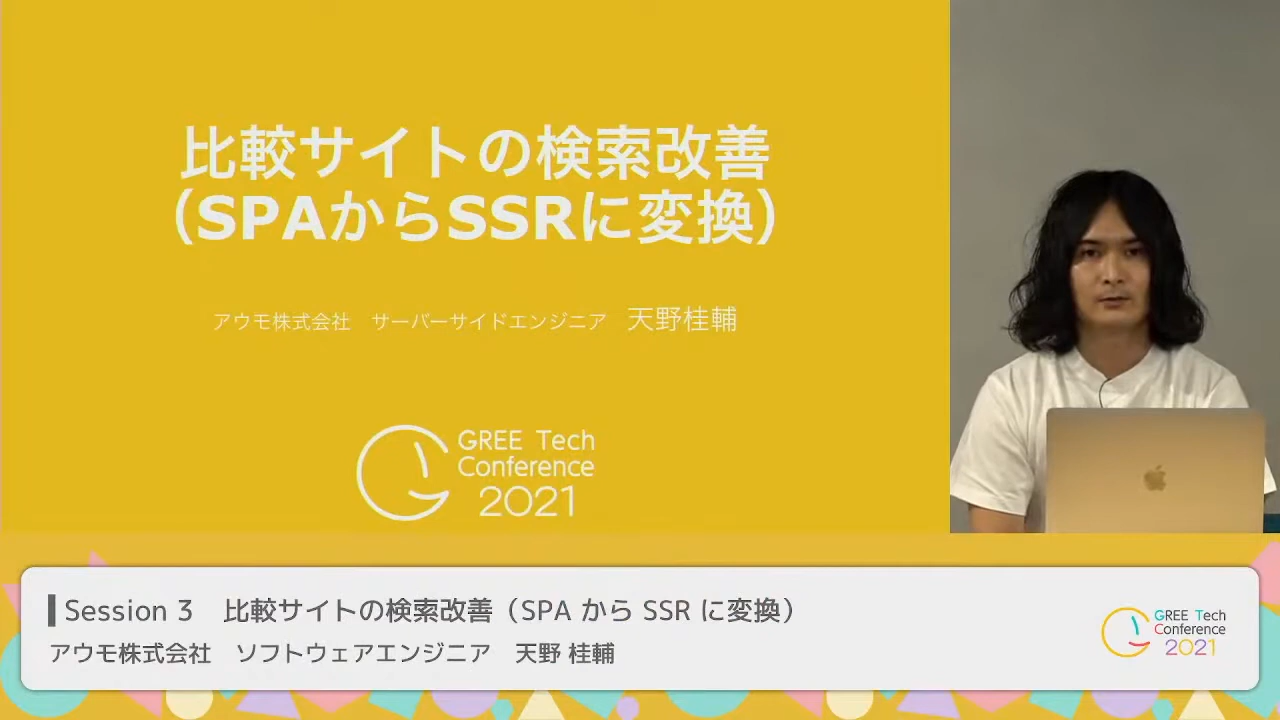 比較サイトの検索改善
（SPAからSSRに変換）
アウモ株式会社　サーバーサイドエンジニア　天野桂輔
GREE Tech
Conference
2021
Session 3　比較サイトの検索改善（SPA から SSR に変換）
アウモ株式会社　ソフトウェアエンジニア　天野 桂輔
GREE Tech
Conference
2021